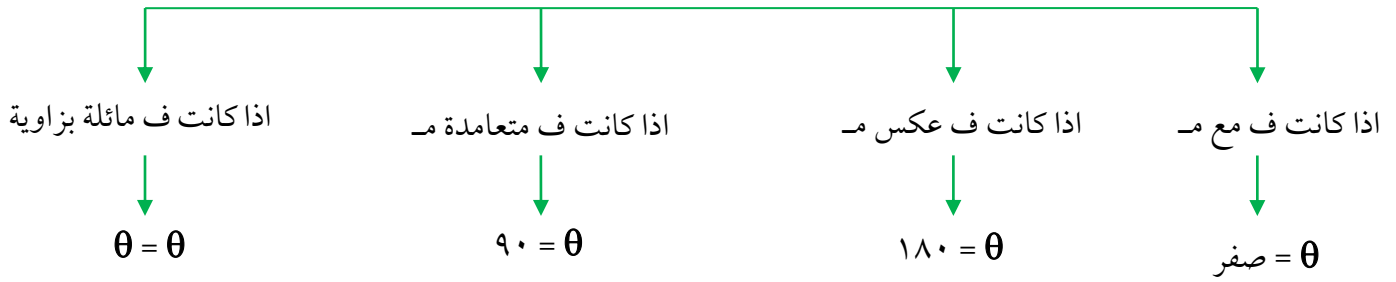 اذا كانت ف مع مـ
اذا كانت ف عكس مـ
اذا كانت ف متعامدة مـ
اذا كانت ف مائلة بزاوية
θ = صفر
θ = ١٨٠
θ = ٩٠
θ = θ